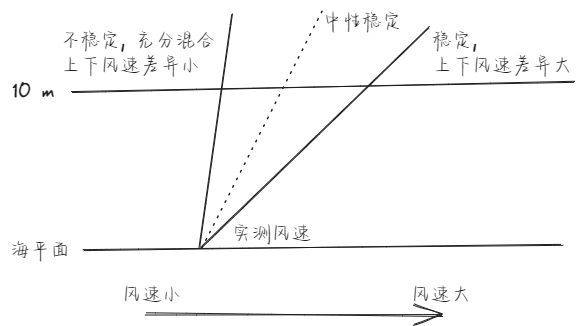 不稳定，充分混合
上下风速差异小
中性稳定
稳定，
上下风速差异大
10 m
实测风速
海平面
风速小
风速大